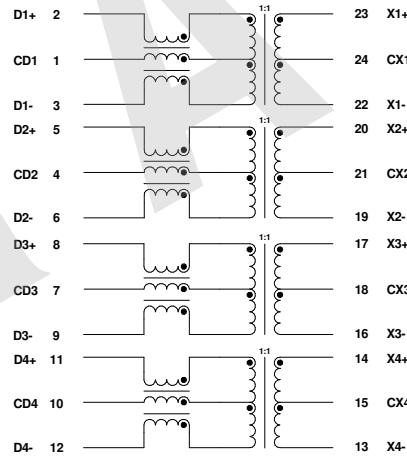 D1+ 2 1:1 23 X1+
CD1 1 24 CX1
D1- 3 22 X1-
D2+ 5 1:1 20 X2+
CD2 4 21 CX2
D2- 6 19 X2-
D3+ 8 1:1 17 X3+
CD3 7 18 CX3
D3- 9 16 X3-
D4+ 11 1:1 14 X4+
CD4 10 15 CX4
D4- 12 13 X4-